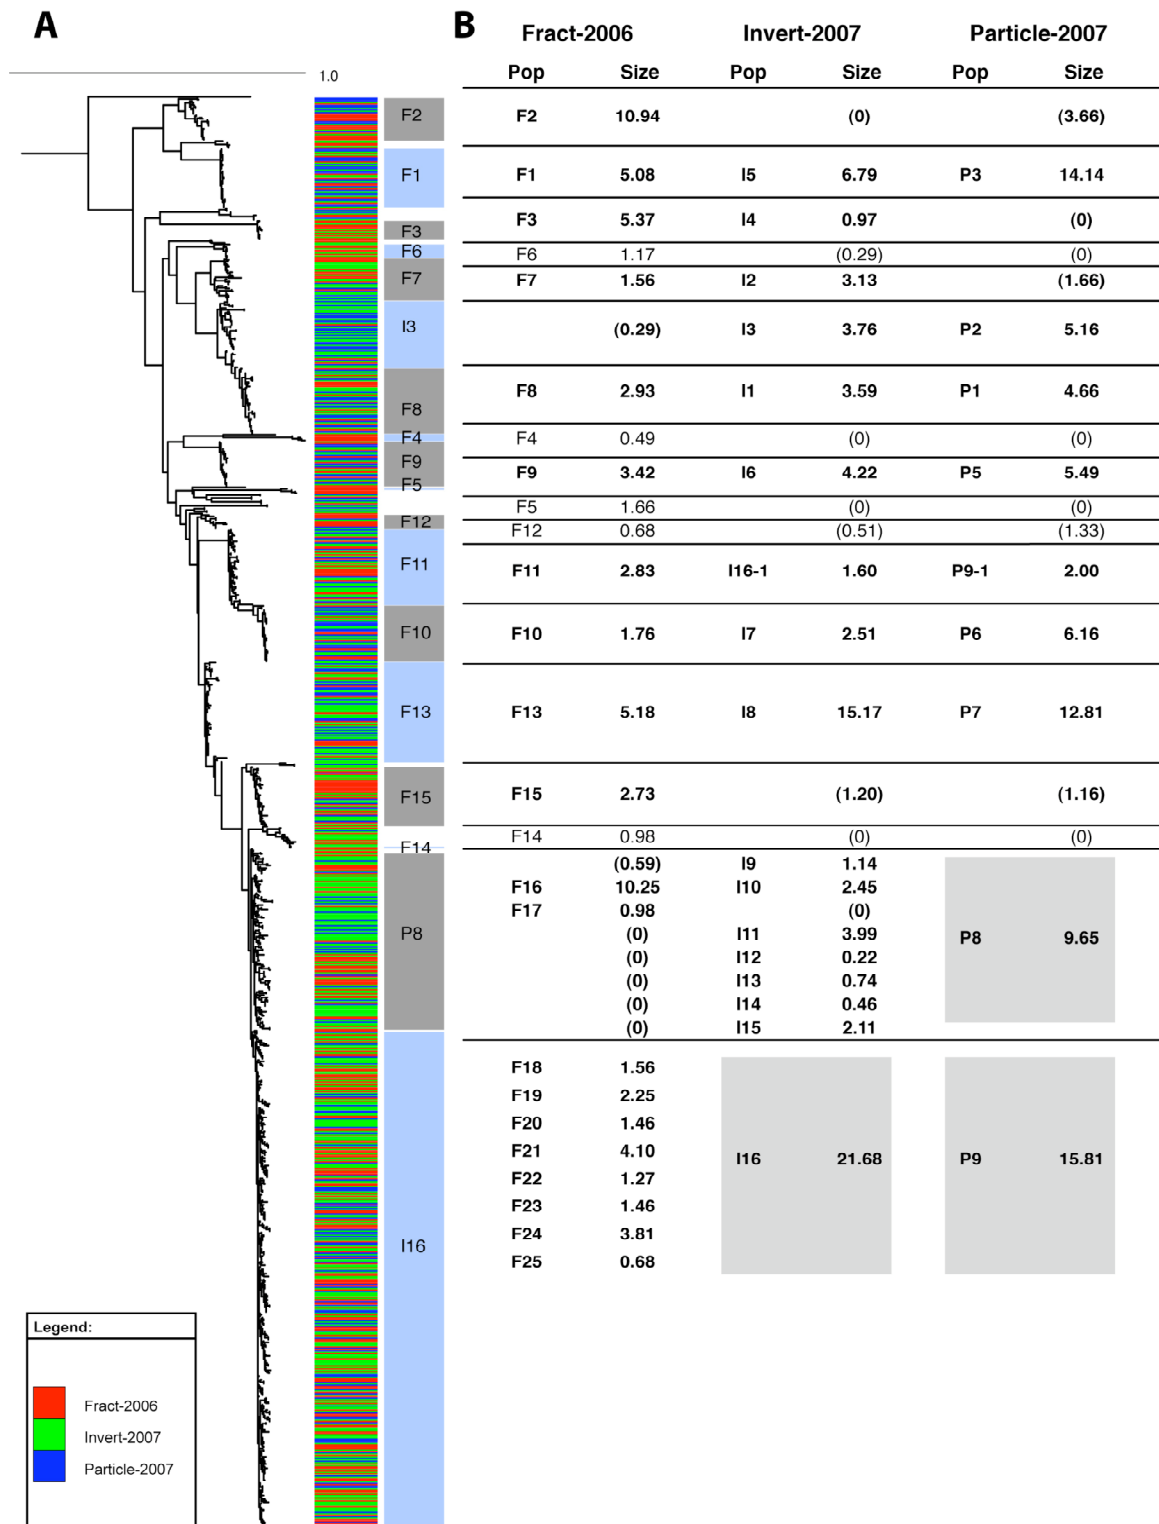 A
1.0
F2
F1
F3
F6
F7
I3
F8
F4
F9
F5
F12
F11
F10
F13
F15
F14
P8
I16
Legend:
Fract-2006
Invert-2007
Particle-2007
B
Fract-2006 Invert-2007 Particle-2007
Pop Size Pop Size Pop Size
F2 10.94 (0) (3.66)
F1 5.08 I5 6.79 P3 14.14
F3 5.37 I4 0.97 (0)
F6 1.17 (0.29) (0)
F7 1.56 I2 3.13 (1.66)
(0.29) I3 3.76 P2 5.16
F8 2.93 I1 3.59 P1 4.66
F4 0.49 (0) (0)
F9 3.42 I6 4.22 P5 5.49
F5 1.66 (0) (0)
F12 0.68 (0.51) (1.33)
F11 2.83 I16-1 1.60 P9-1 2.00
F10 1.76 I7 2.51 P6 6.16
F13 5.18 I8 15.17 P7 12.81
F15 2.73 (1.20) (1.16)
F14 0.98 (0) (0)
(0.59) I9 1.14
F16 10.25 I10 2.45
F17 0.98 (0)
(0) I11 3.99 P8 9.65
(0) I12 0.22
(0) I13 0.74
(0) I14 0.46
(0) I15 2.11
F18 1.56
F19 2.25
F20 1.46
F21 4.10 I16 21.68 P9 15.81
F22 1.27
F23 1.46
F24 3.81
F25 0.68